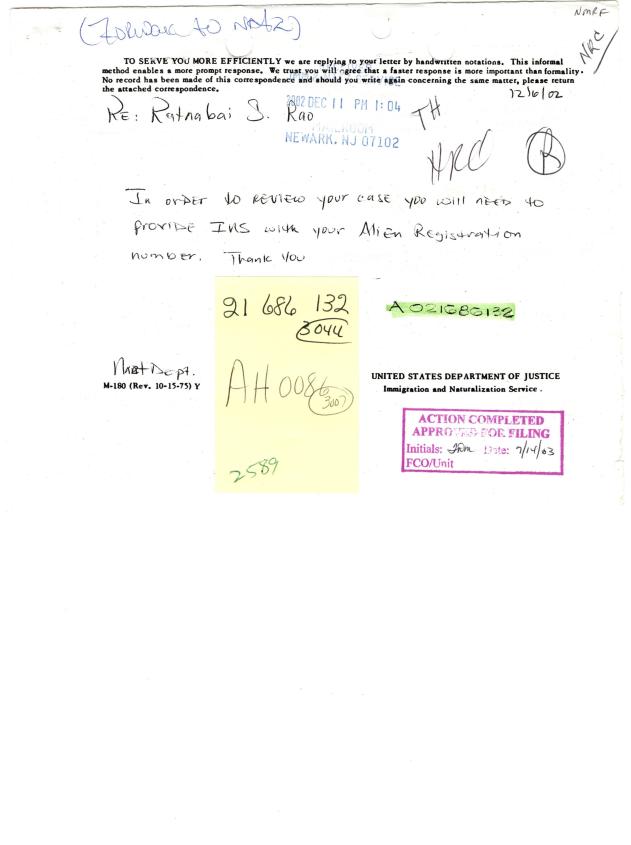 (FORWARD TO NATZ)
NMRF
NRC
TO SERVE YOU MORE EFFICIENTLY we are replying to your letter by handwritten notations. This informal
method enables a more prompt response. We trust you will agree that a faster response is more important than formality.
No record has been made of this correspondence and should you write again concerning the same matter, please return
the attached correspondence.
12/6/02
RE: Ratnabai S. Rao
2002 DEC 11 PM 1:04
MAILROOM
NEWARK, NJ 07102
TH
HRC
B
In order to review your case you will need to
provide INS with your Alien Registration
number. Thank You
21 686 132
3044
A 021686132
AH 0086
3007
2589
M-180 (Rev. 10-15-75) Y
UNITED STATES DEPARTMENT OF JUSTICE
Immigration and Naturalization Service.
ACTION COMPLETED
APPROVED FOR FILING
Initials: Date: 7/14/03
FCO/Unit